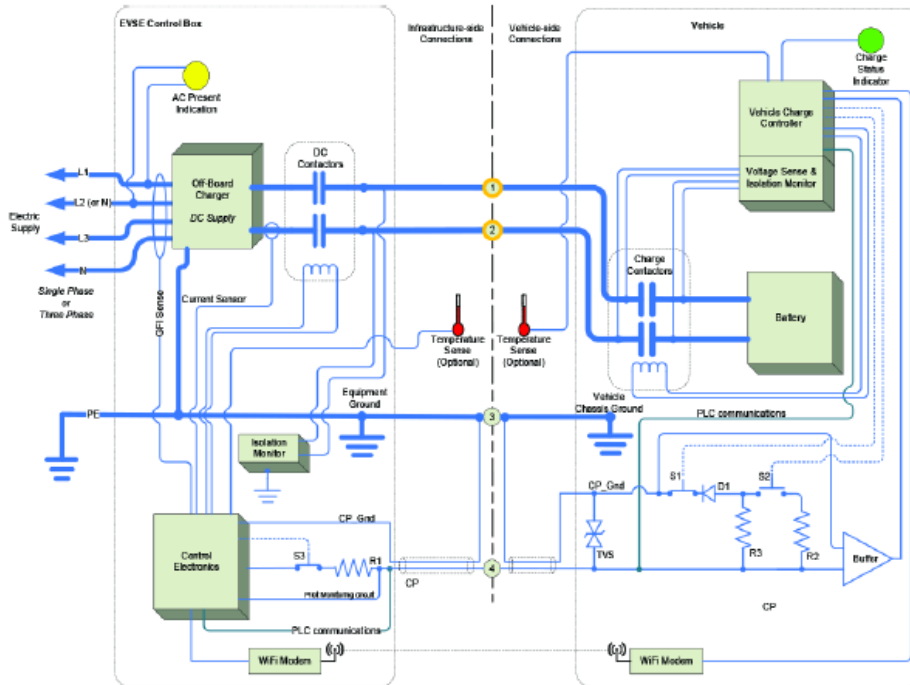 EVSE Control Box
Infrastructure-side
Connections
Vehicle-side
Connections
Vehicle
AC Present
Indication
Charge
Status
Indicator
DC
Contactors
Vehicle Charge
Controller
Voltage Sense &
Isolation Monitor
L1
L2 (or N)
L3
N
Electric
Supply
Single Phase
or
Three Phase
Off-Board
Charger
DC Supply
1
2
Charge
Contactors
Battery
Current Sensor
Temperature
Sense
(Optional)
Temperature
Sense
(Optional)
PE
Equipment
Ground
3
Vehicle
Chassis Ground
PLC communications
Isolation
Monitor
CP_Gnd
CP_Gnd
S1
D1
S2
Control
Electronics
S3
R1
CP
4
TVS
R3
R2
Buffer
CP
PLC communications
WiFi Modem
WiFi Modem